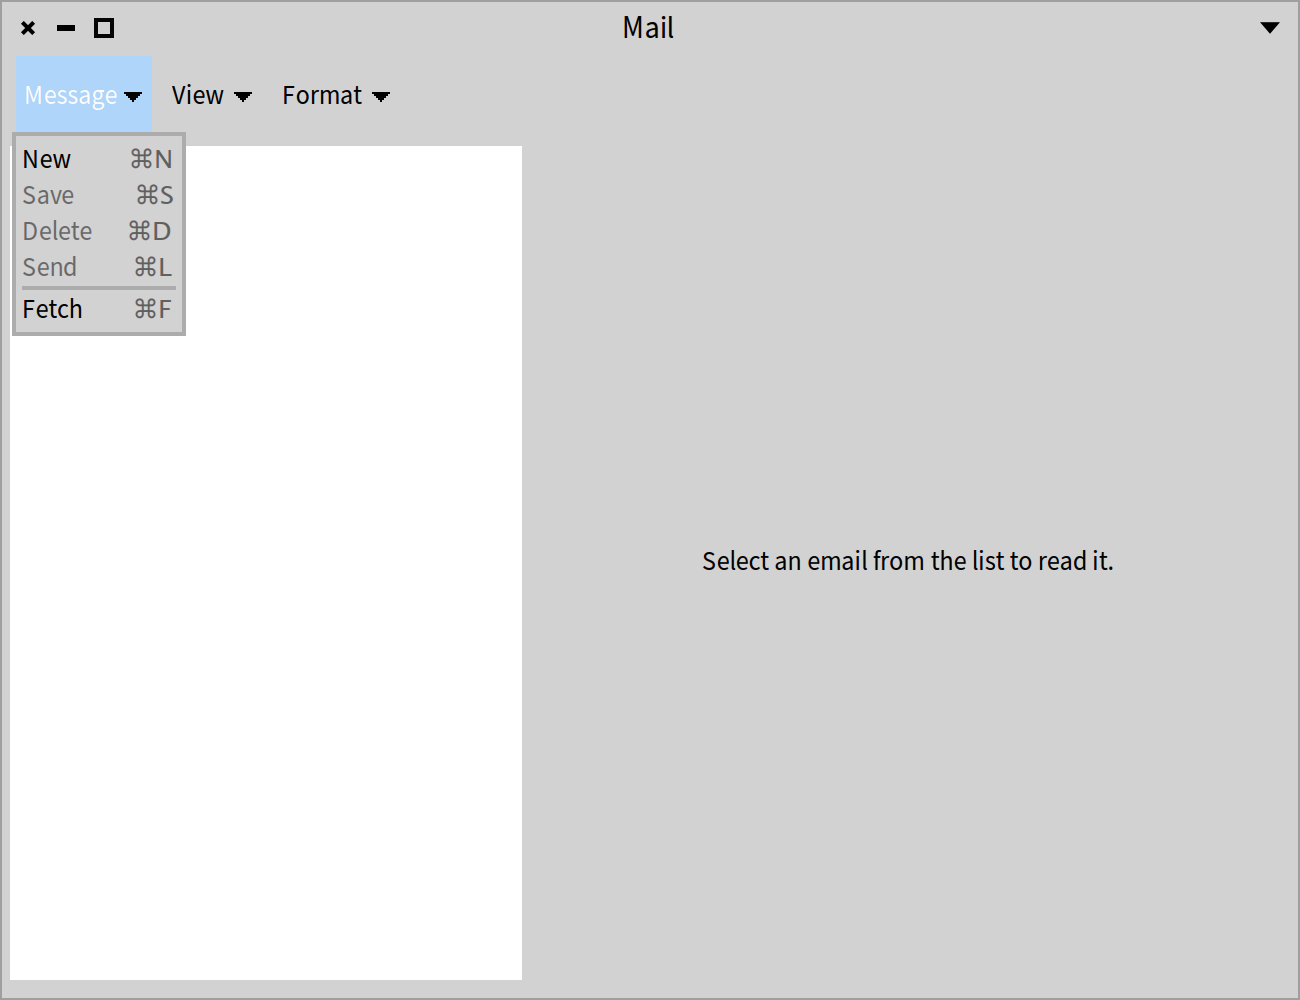 Mail
Message View Format
New ⌘N
Save ⌘S
Delete ⌘D
Send ⌘L
Fetch ⌘F
Select an email from the list to read it.